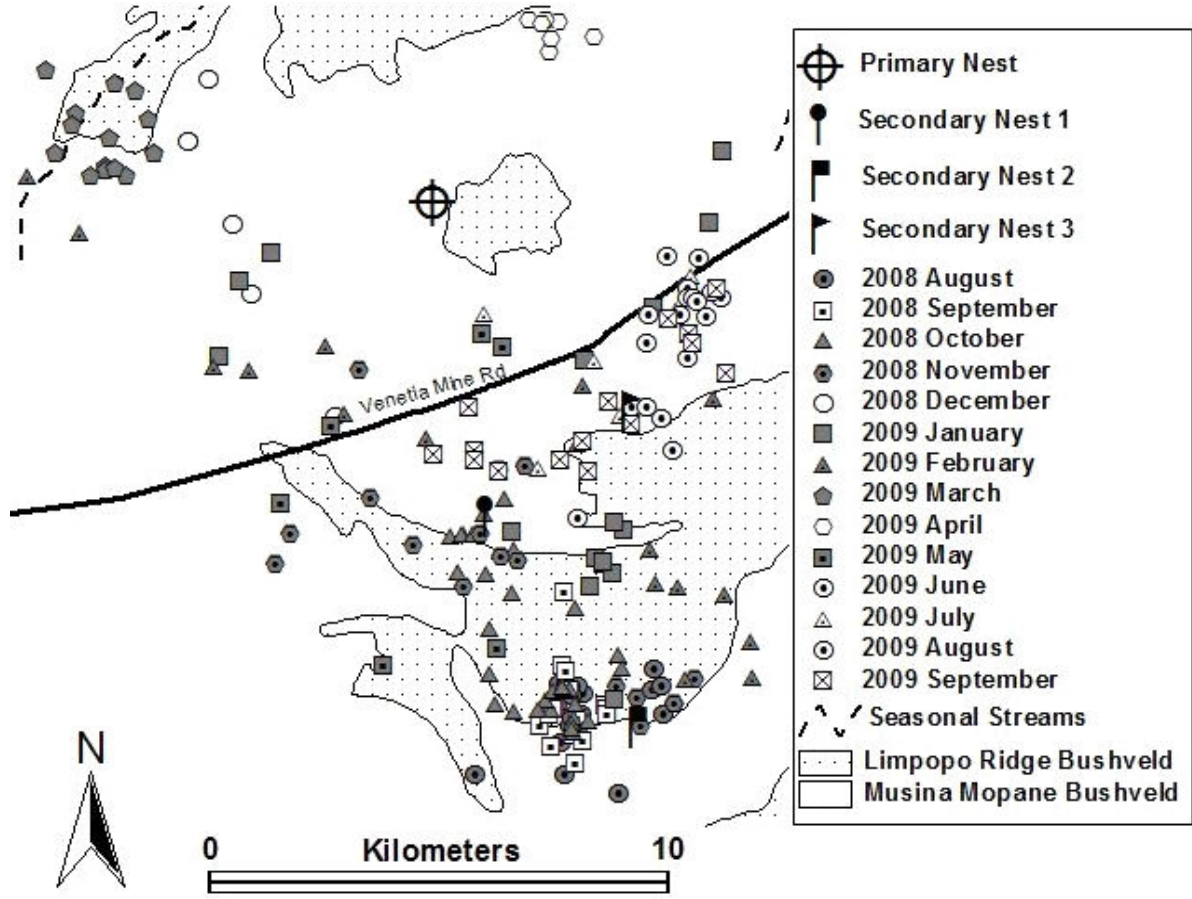 Primary Nest
Secondary Nest 1
Secondary Nest 2
Secondary Nest 3
2008 August
2008 September
2008 October
2008 November
2008 December
2009 January
2009 February
2009 March
2009 April
2009 May
2009 June
2009 July
2009 August
2009 September
Seasonal Streams
Limpopo Ridge Bushveld
Musina Mopane Bushveld
Venetia Mine Rd
N
0 Kilometers 10